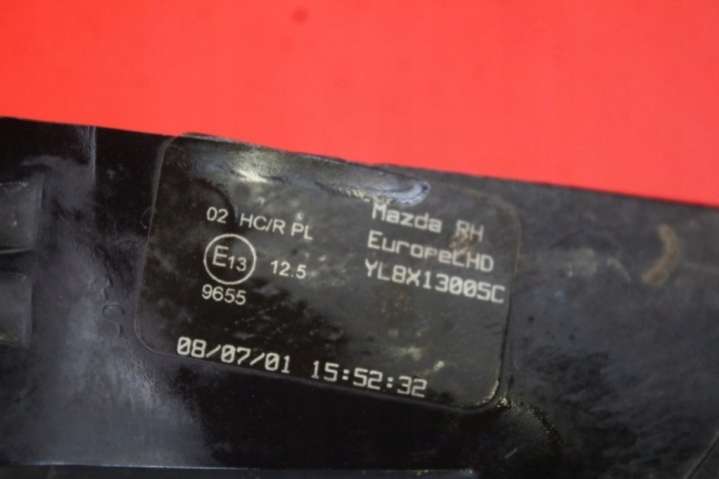 02 HC/R PL
E13 12.5
9655
Mazda RH
EuropeLHD
YL8X13005C
08/07/01 15:52:32